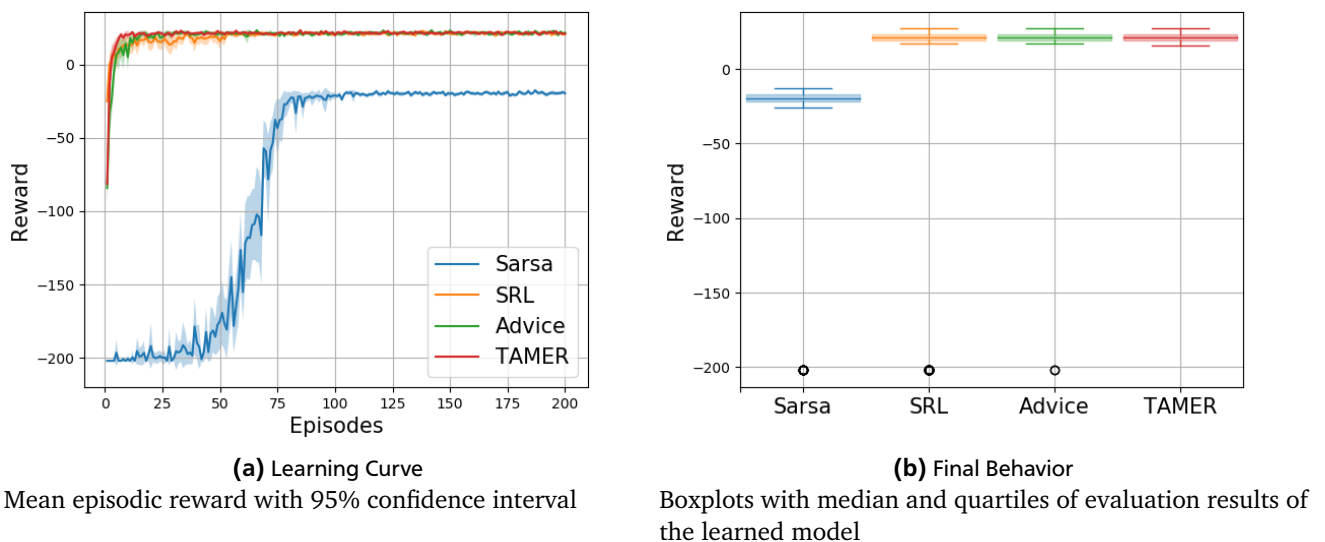 Reward
0
−50
−100
−150
−200
0
25
50
75
100
125
150
175
200
Episodes
Sarsa
SRL
Advice
TAMER
(a) Learning Curve
Mean episodic reward with 95% confidence interval
Reward
0
−50
−100
−150
−200
Sarsa
SRL
Advice
TAMER
(b) Final Behavior
Boxplots with median and quartiles of evaluation results of
the learned model